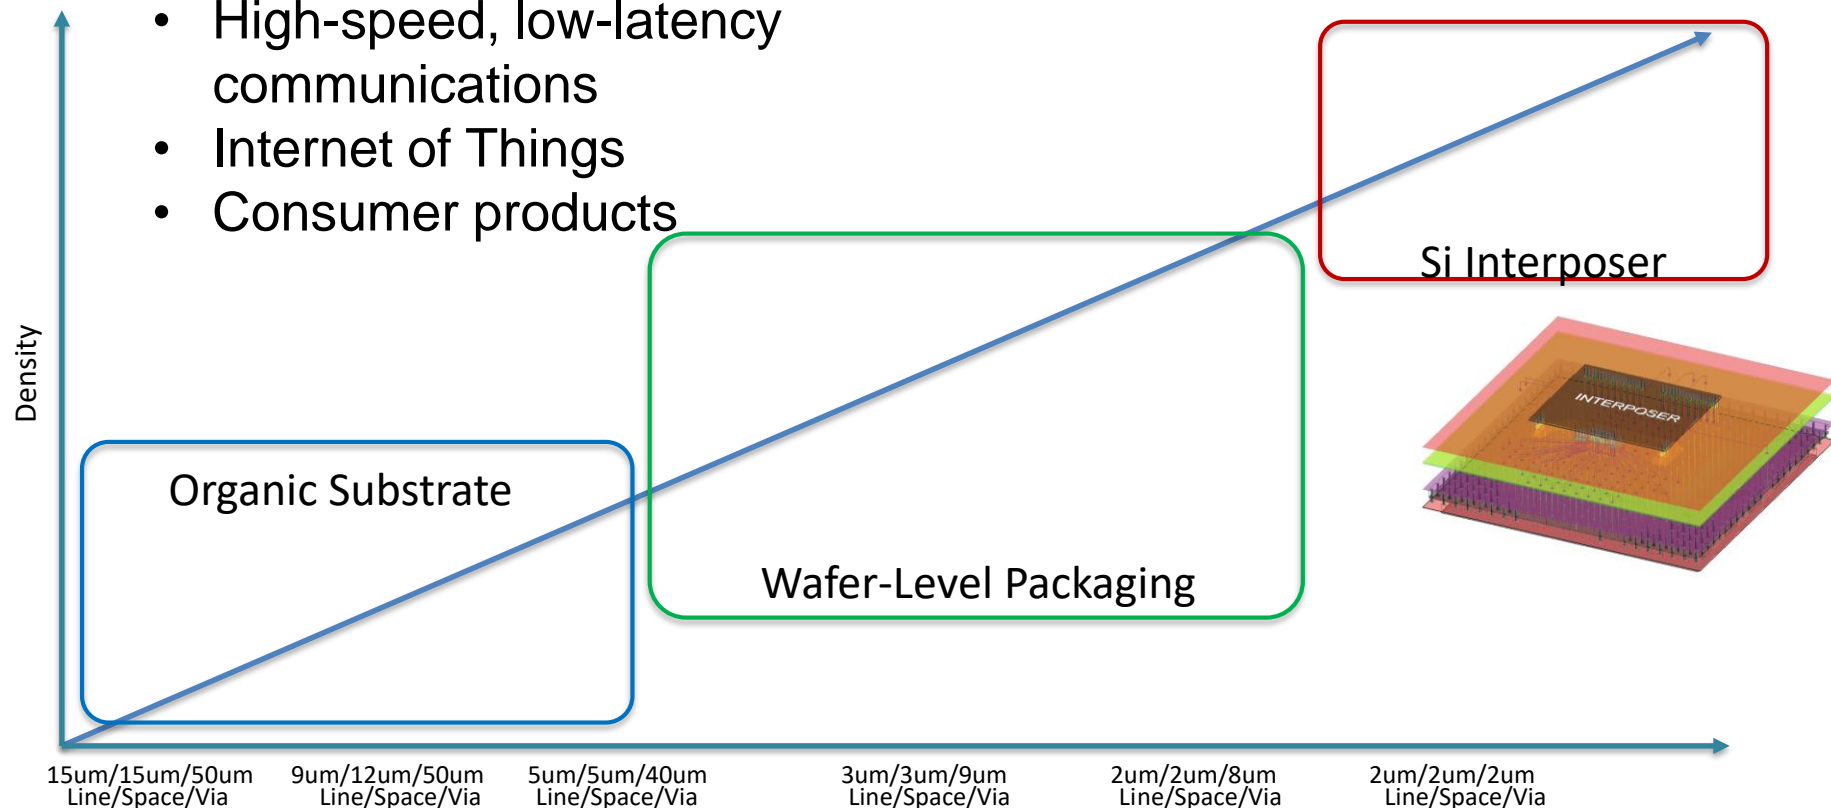 • High-speed, low-latency
communications
• Internet of Things
• Consumer products
Density
Si Interposer
INTERPOSER
Organic Substrate
Wafer-Level Packaging
15um/15um/50um
Line/Space/Via
9um/12um/50um
Line/Space/Via
5um/5um/40um
Line/Space/Via
3um/3um/9um
Line/Space/Via
2um/2um/8um
Line/Space/Via
2um/2um/2um
Line/Space/Via